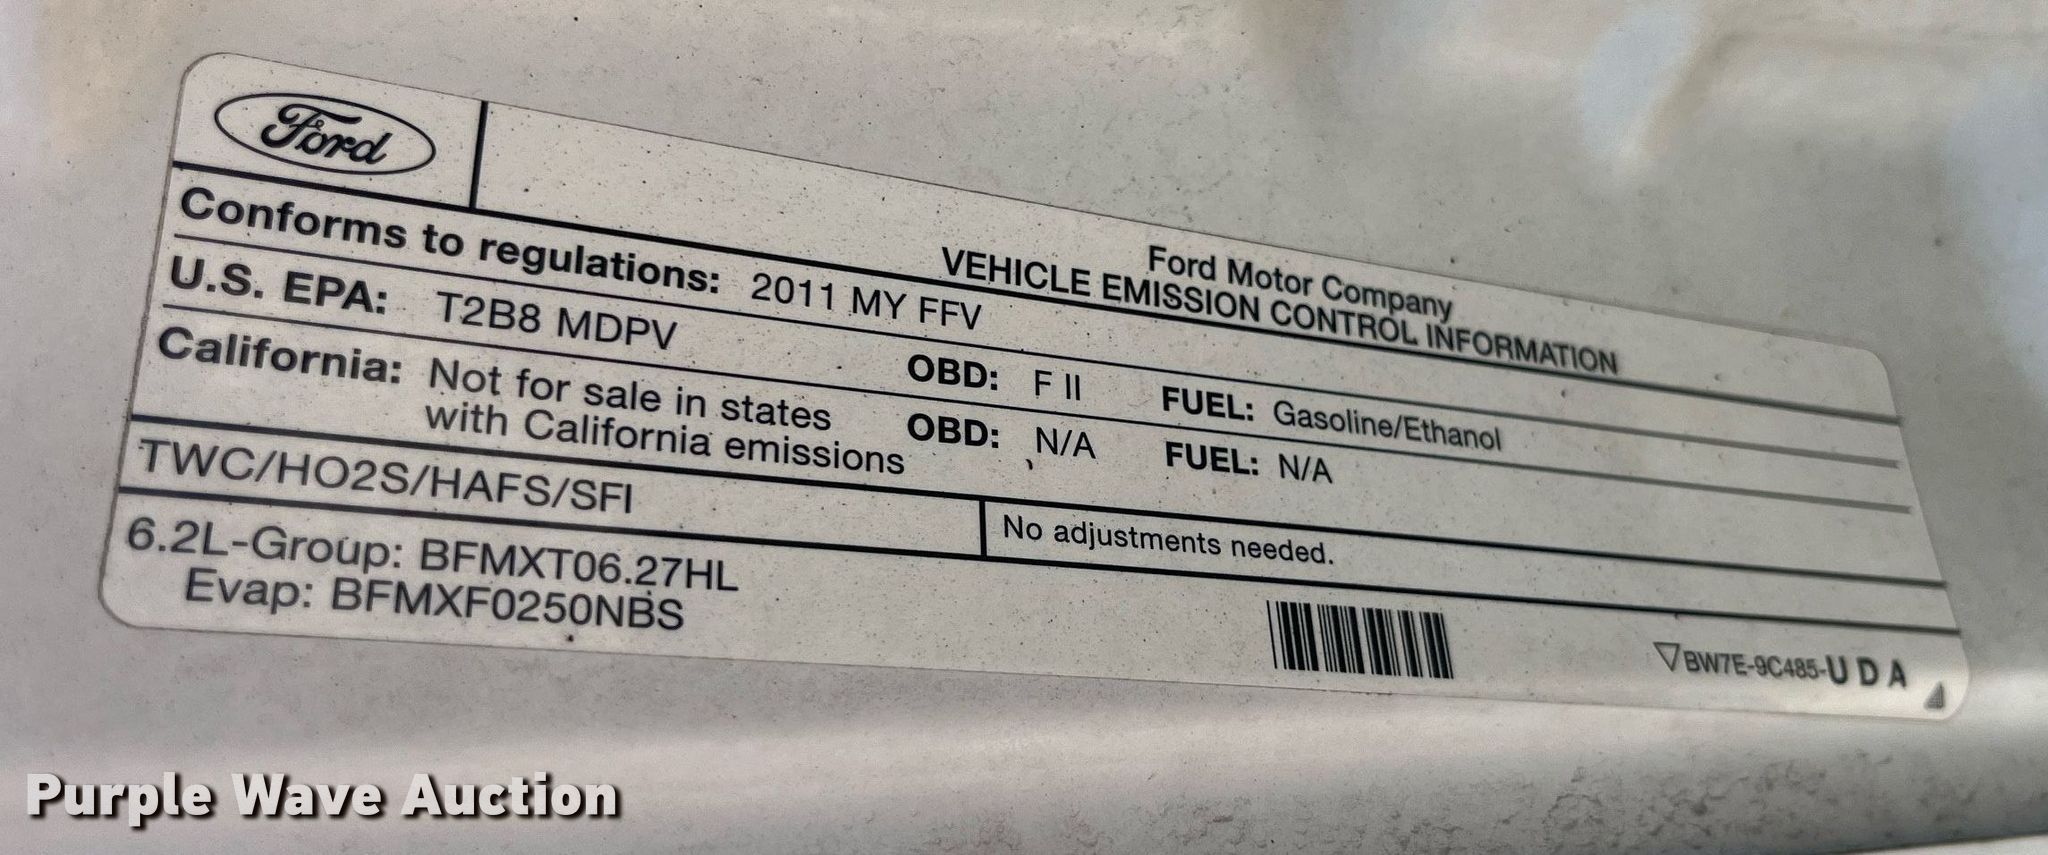 Ford
Ford Motor Company
VEHICLE EMISSION CONTROL INFORMATION
Conforms to regulations: 2011 MY FFV
U.S. EPA: T2B8 MDPV OBD: F II FUEL: Gasoline/Ethanol
California: Not for sale in states with California emissions OBD: N/A FUEL: N/A
TWC/HO2S/HAFS/SFI
No adjustments needed.
6.2L-Group: BFMXT06.27HL
Evap: BFMXF0250NBS
BW7E-9C485-U D A
Purple Wave Auction